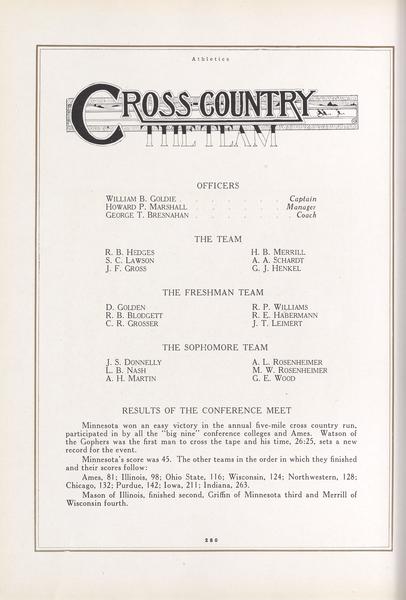 Athletics
CROSS-COUNTRY
THE TEAM
OFFICERS
WILLIAM B. GOLDIE . . . . . . . Captain
HOWARD P. MARSHALL . . . . . . . Manager
GEORGE T. BRESNAHAN . . . . . . . Coach
THE TEAM
R. B. HEDGES H. B. MERRILL
S. C. LAWSON A. A. SCHARDT
J. F. GROSS G. J. HENKEL
THE FRESHMAN TEAM
D. GOLDEN R. P. WILLIAMS
R. B. BLODGETT R. E. HABERMANN
C. R. GROSSER J. T. LEIMERT
THE SOPHOMORE TEAM
J. S. DONNELLY A. L. ROSENHEIMER
L. B. NASH M. W. ROSENHEIMER
A. H. MARTIN G. E. WOOD
RESULTS OF THE CONFERENCE MEET
Minnesota won an easy victory in the annual five-mile cross country run,
participated in by all the "big nine" conference colleges and Ames. Watson of
the Gophers was the first man to cross the tape and his time, 26:25, sets a new
record for the event.
Minnesota's score was 45. The other teams in the order in which they finished
and their scores follow:
Ames, 81; Illinois, 98; Ohio State, 116; Wisconsin, 124; Northwestern, 128;
Chicago, 132; Purdue, 142; Iowa, 211; Indiana, 263.
Mason of Illinois, finished second, Griffin of Minnesota third and Merrill of
Wisconsin fourth.
280